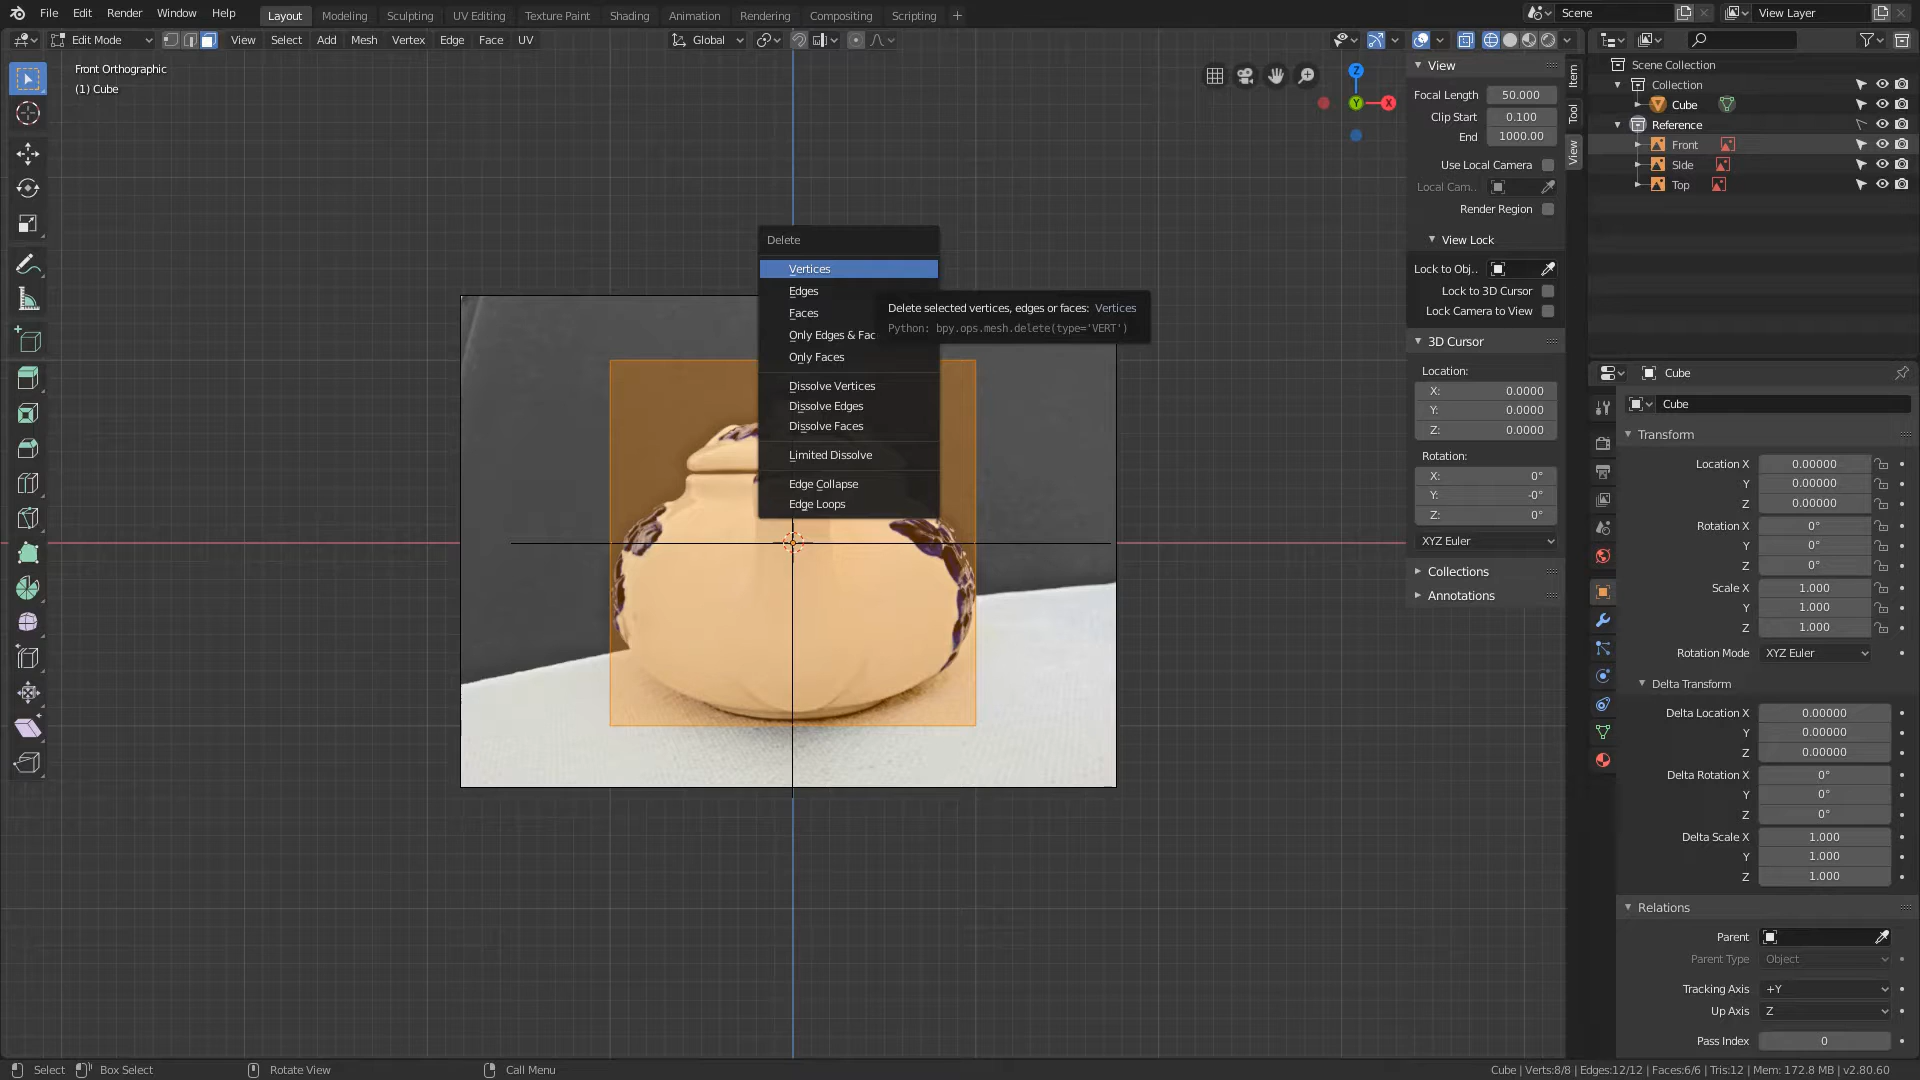 File Edit Render Window Help Layout Modeling Sculpting UV Editing Texture Paint Shading Animation Rendering Compositing Scripting + Scene View Layer
Edit Mode View Select Add Mesh Vertex Edge Face UV Global
Front Orthographic
(1) Cube
Z
Y
X
Delete
Vertices
Edges
Faces
Only Edges & Fac
Only Faces
Dissolve Vertices
Dissolve Edges
Dissolve Faces
Limited Dissolve
Edge Collapse
Edge Loops
Delete selected vertices, edges or faces: Vertices
Python: bpy.ops.mesh.delete(type='VERT')
Item
Tool
View
View
Focal Length 50.000
Clip Start 0.100
End 1000.00
Use Local Camera
Local Cam..
Render Region
View Lock
Lock to Obj..
Lock to 3D Cursor
Lock Camera to View
3D Cursor
Location:
X: 0.0000
Y: 0.0000
Z: 0.0000
Rotation:
X: 0°
Y: -0°
Z: 0°
XYZ Euler
Collections
Annotations
Scene Collection
Collection
Cube
Reference
Front
SIde
Top
Cube
Cube
Transform
Location X 0.00000
Y 0.00000
Z 0.00000
Rotation X 0°
Y 0°
Z 0°
Scale X 1.000
Y 1.000
Z 1.000
Rotation Mode XYZ Euler
Delta Transform
Delta Location X 0.00000
Y 0.00000
Z 0.00000
Delta Rotation X 0°
Y 0°
Z 0°
Delta Scale X 1.000
Y 1.000
Z 1.000
Relations
Parent
Parent Type Object
Tracking Axis +Y
Up Axis Z
Pass Index 0
Select Box Select Rotate View Call Menu Cube | Verts:8/8 | Edges:12/12 | Faces:6/6 | Tris:12 | Mem: 172.8 MB | v2.80.60